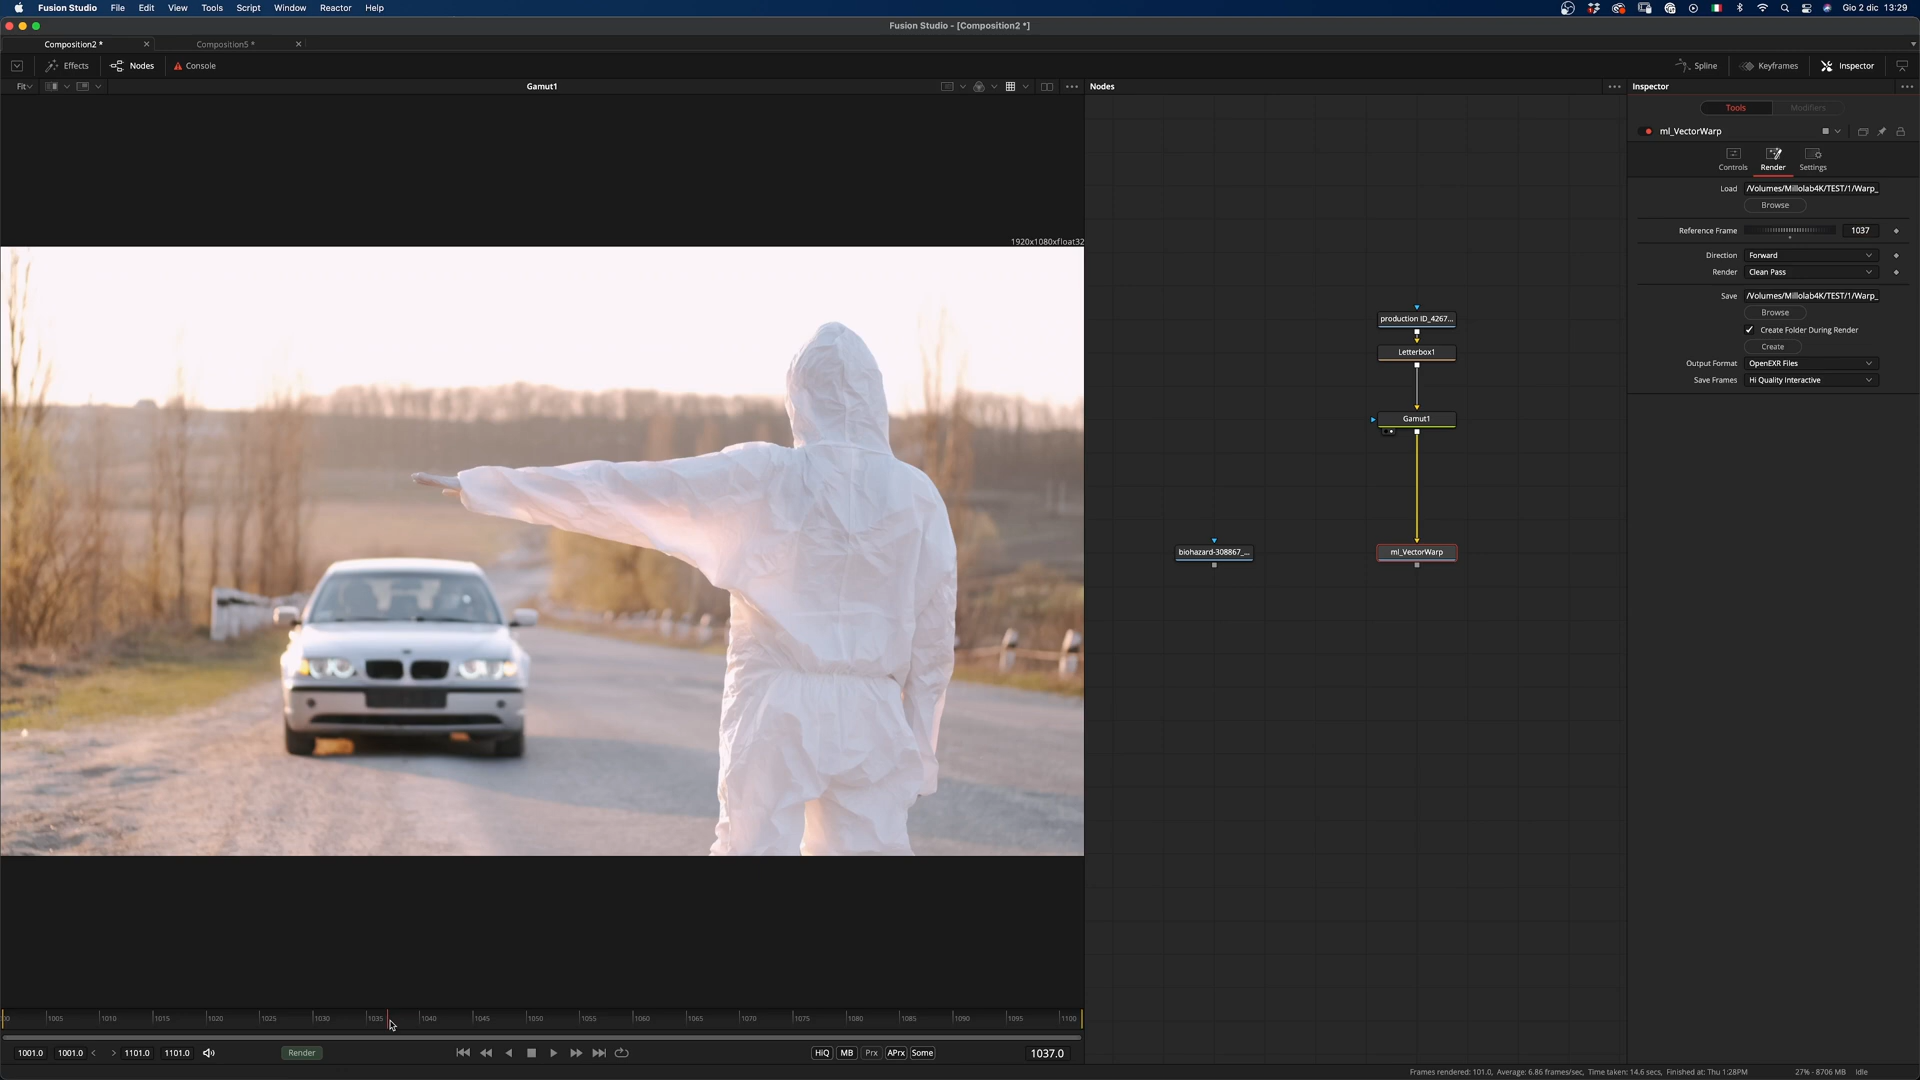 Fusion Studio File Edit View Tools Script Window Reactor Help Gio 2 dic 13:29
Fusion Studio - [Composition2 *]
Composition2 * Composition5 *
Effects Nodes Console Spline Keyframes Inspector
Fit Gamut1 Nodes Inspector
Tools Modifiers
ml_VectorWarp
Controls Render Settings
Load /Volumes/Millolab4K/TEST/1/Warp_
Browse
Reference Frame 1037
Direction Forward
Render Clean Pass
Save /Volumes/Millolab4K/TEST/1/Warp_
Browse
Create Folder During Render
Create
Output Format OpenEXR Files
Save Frames Hi Quality Interactive
1920x1080xfloat32
production ID_4267...
Letterbox1
Gamut1
biohazard-308867_... ml_VectorWarp
1005 1010 1015 1020 1025 1030 1035 1040 1045 1050 1055 1060 1065 1070 1075 1080 1085 1090 1095 1100
1001.0 1001.0 1101.0 1101.0 Render HiQ MB Prx APrx Some 1037.0
Frames rendered: 101.0, Average: 6.86 frames/sec, Time taken: 14.6 secs, Finished at: Thu 1:28PM 27% - 8706 MB Idle